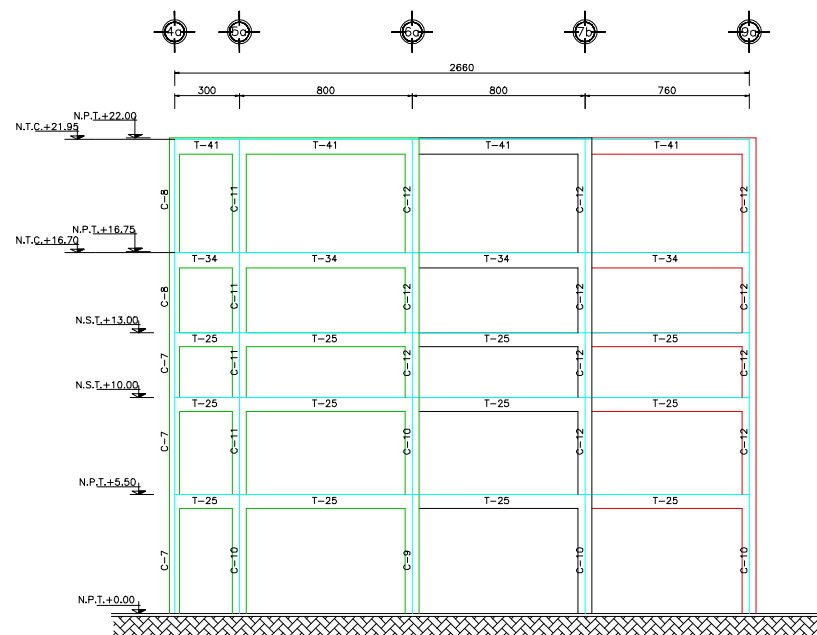 4a 5a 6a 7b 9a
2660
300 800 800 760
N.P.T.+22.00
N.T.C.+21.95
T-41 T-41 T-41 T-41
C-8 C-11 C-12 C-12 C-12
N.P.T.+16.75
N.T.C.+16.70
T-34 T-34 T-34 T-34
C-8 C-11 C-12 C-12 C-12
N.S.T.+13.00
T-25 T-25 T-25 T-25
C-7 C-11 C-12 C-12 C-12
N.S.T.+10.00
T-25 T-25 T-25 T-25
C-7 C-11 C-10 C-12 C-12
N.P.T.+5.50
T-25 T-25 T-25 T-25
C-7 C-10 C-9 C-10 C-10
N.P.T.+0.00